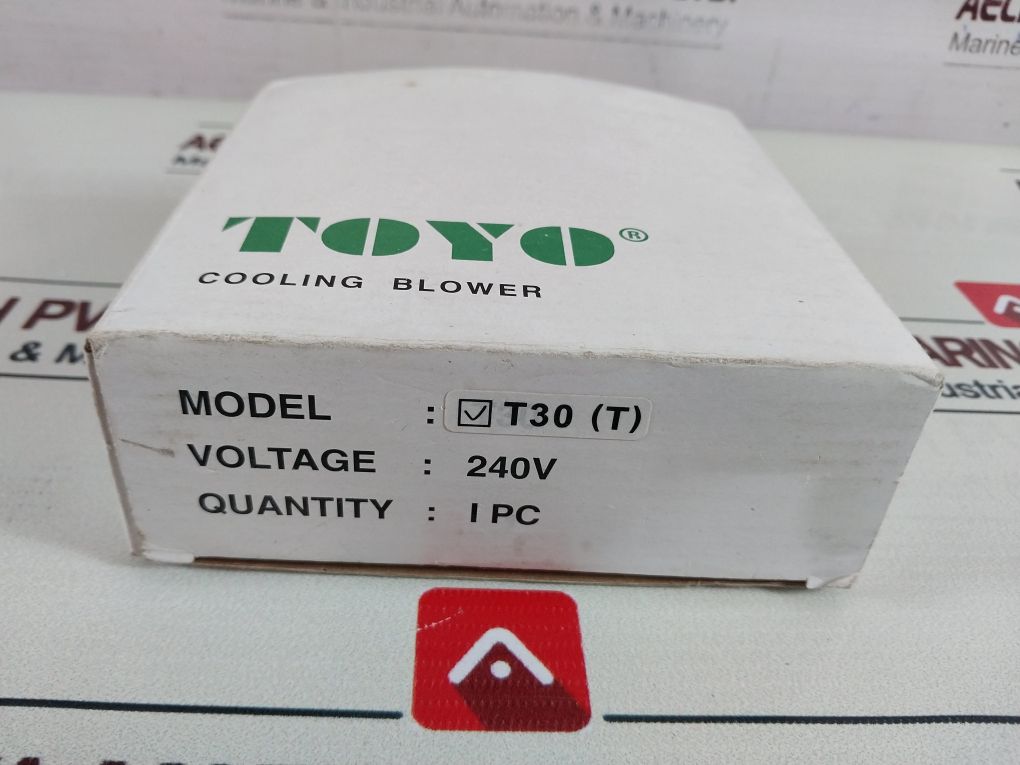 Marine & Industrial Automation & Machinery
Marine
TOYO®
COOLING BLOWER
MODEL : ☑ T30 (T)
VOLTAGE : 240V
QUANTITY : I PC